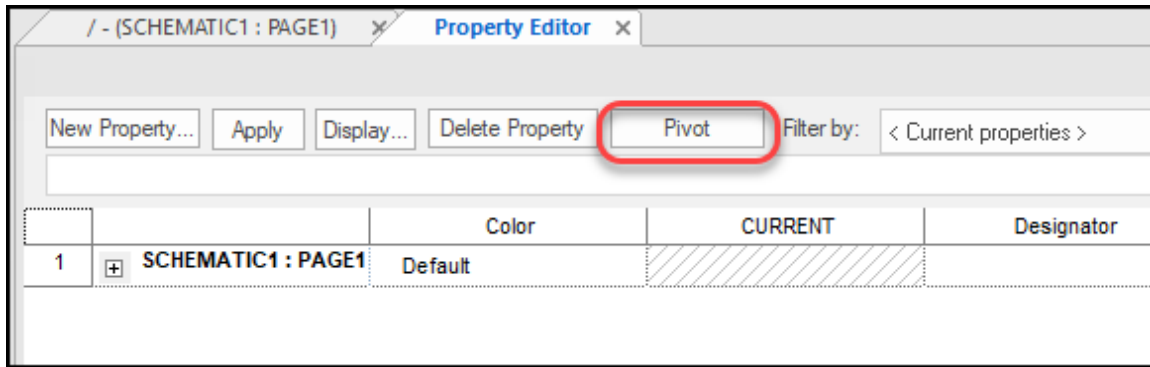 / - (SCHEMATIC1 : PAGE1) Property Editor
New Property... Apply Display... Delete Property Pivot Filter by: < Current properties >
Color CURRENT Designator
1 SCHEMATIC1 : PAGE1 Default